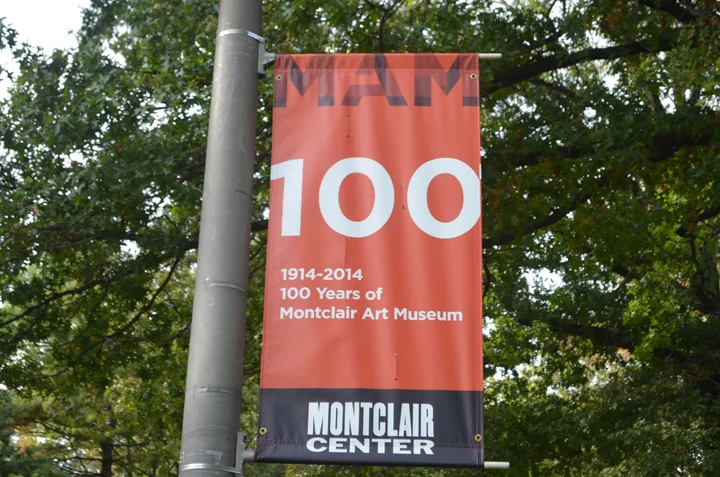 MAM
100
1914-2014
100 Years of
Montclair Art Museum
MONTCLAIR
CENTER